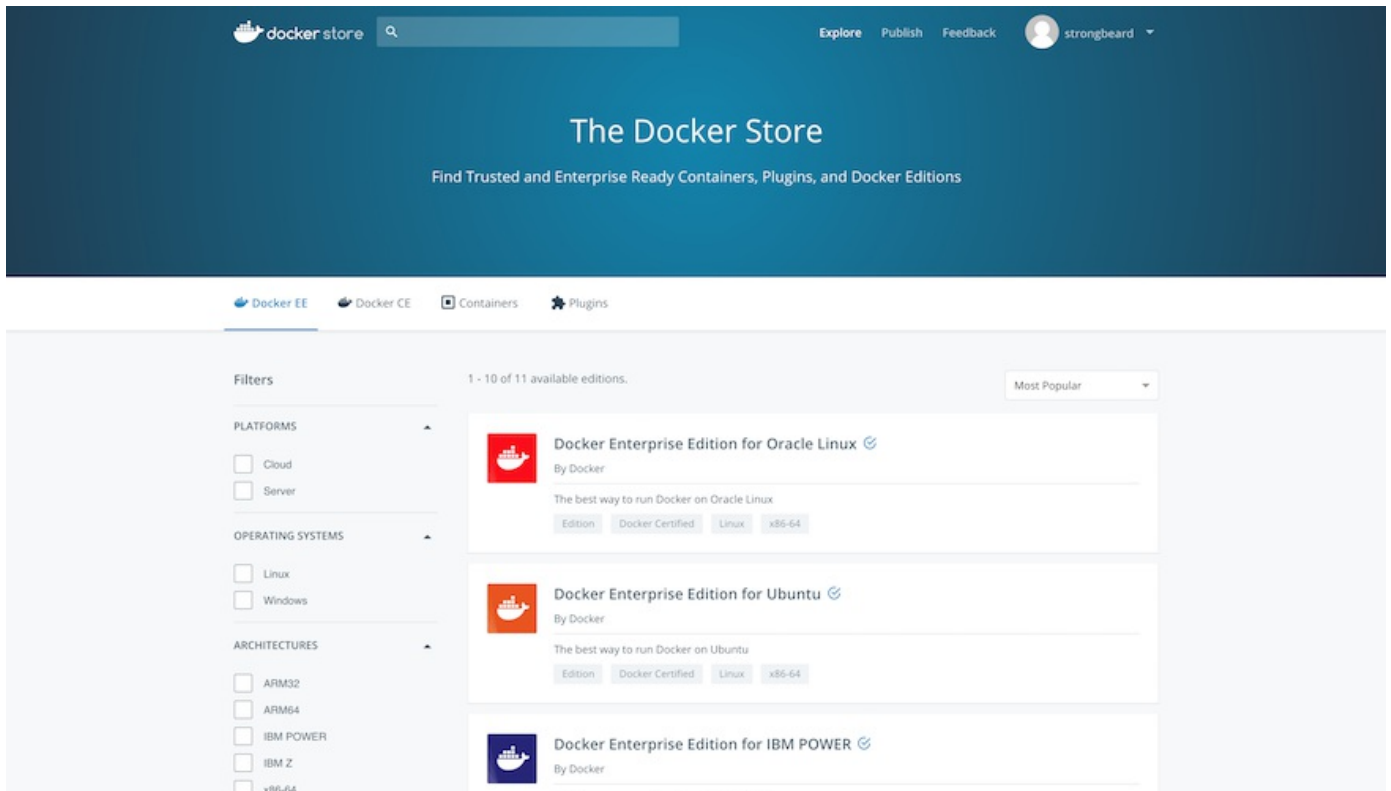 docker store
Explore Publish Feedback strongbeard
The Docker Store
Find Trusted and Enterprise Ready Containers, Plugins, and Docker Editions
Docker EE Docker CE Containers Plugins
Filters
PLATFORMS
Cloud
Server
OPERATING SYSTEMS
Linux
Windows
ARCHITECTURES
ARM32
ARM64
IBM POWER
IBM Z
x86-64
1 - 10 of 11 available editions.
Most Popular
Docker Enterprise Edition for Oracle Linux
By Docker
The best way to run Docker on Oracle Linux
Edition Docker Certified Linux x86-64
Docker Enterprise Edition for Ubuntu
By Docker
The best way to run Docker on Ubuntu
Edition Docker Certified Linux x86-64
Docker Enterprise Edition for IBM POWER
By Docker